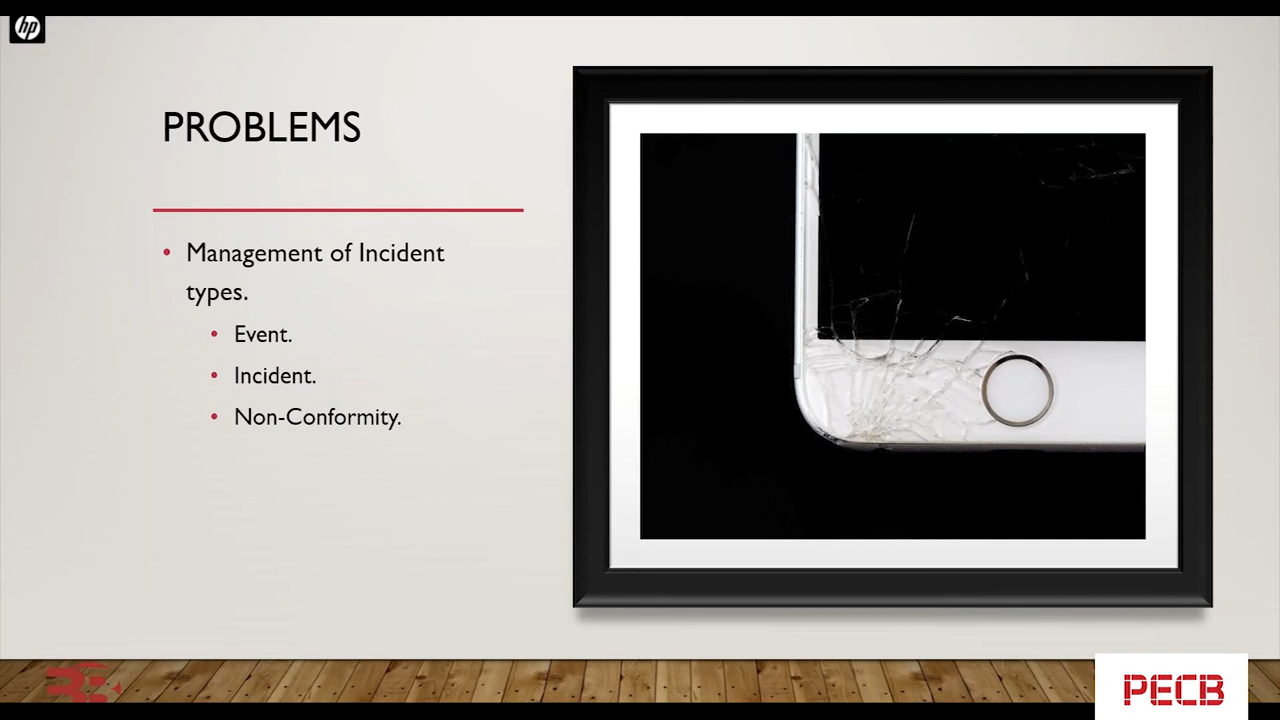 hp
PROBLEMS
• Management of Incident
types.
• Event.
• Incident.
• Non-Conformity.
PECB